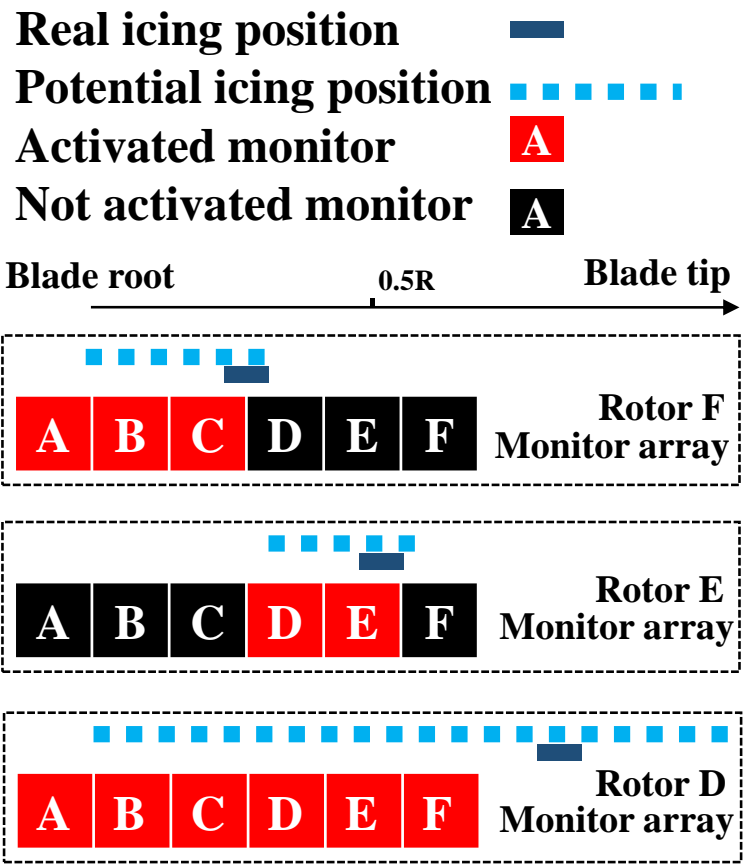 Real icing position
Potential icing position
Activated monitor A
Not activated monitor A
Blade root 0.5R Blade tip
A B C D E F
Rotor F
Monitor array
A B C D E F
Rotor E
Monitor array
A B C D E F
Rotor D
Monitor array